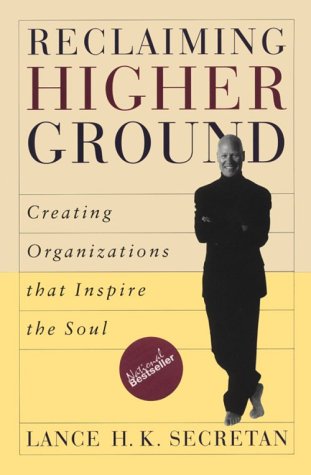 RECLAIMING
HIGHER
GROUND
Creating
Organizations
that Inspire
the Soul
National
Bestseller
LANCE H. K. SECRETAN